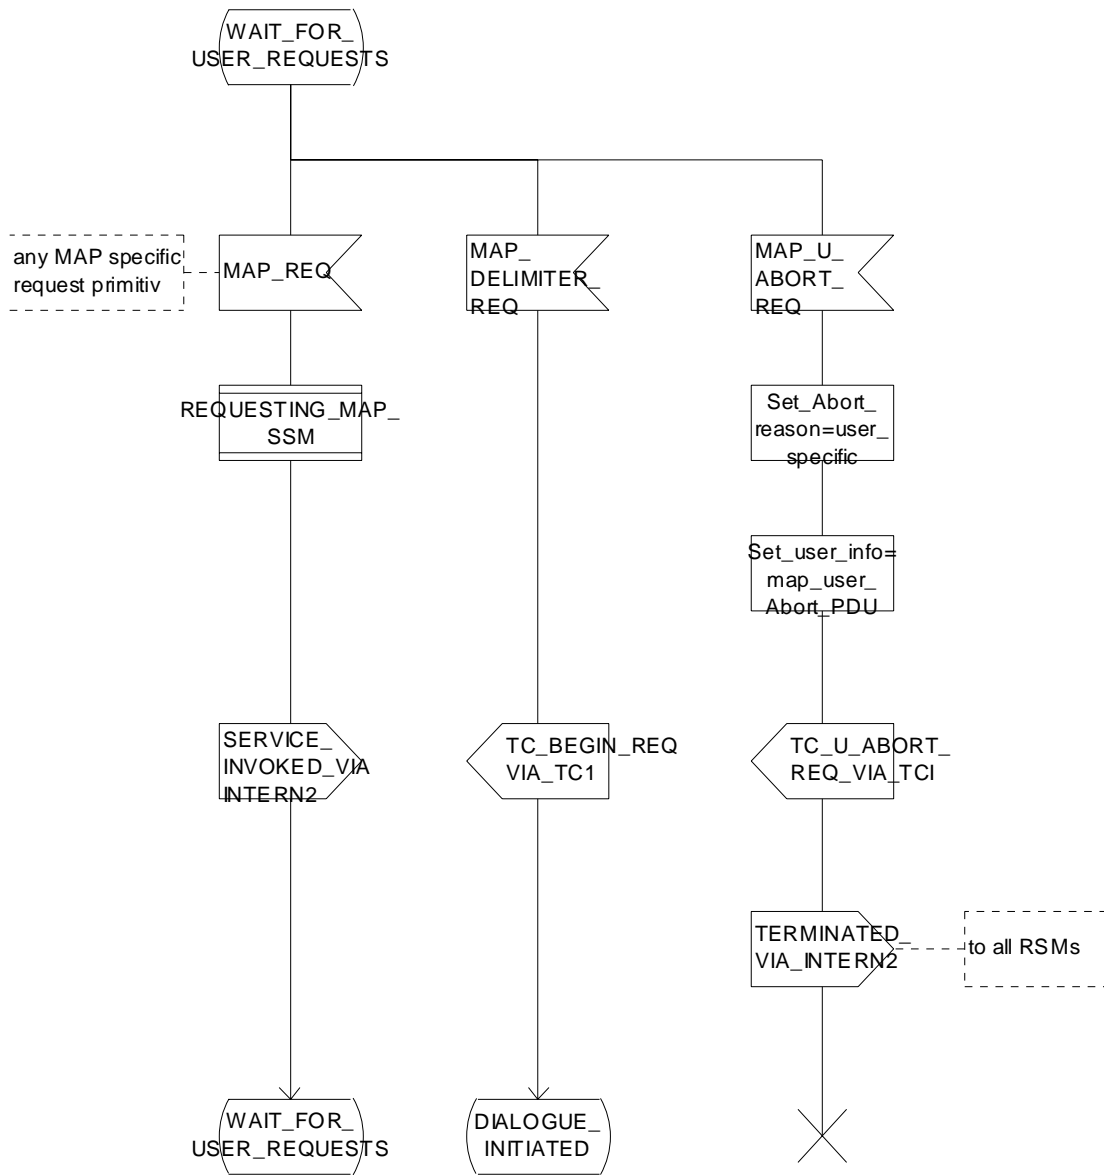 WAIT_FOR_
USER_REQUESTS
any MAP specific
request primitiv
MAP_REQ
MAP_
DELIMITER_
REQ
MAP_U_
ABORT_
REQ
REQUESTING_MAP_
SSM
Set_Abort_
reason=user_
specific
Set_user_info=
map_user_
Abort_PDU
SERVICE_
INVOKED_VIA
INTERN2
TC_BEGIN_REQ
VIA_TC1
TC_U_ABORT_
REQ_VIA_TCI
TERMINATED_
VIA_INTERN2
to all RSMs
WAIT_FOR_
USER_REQUESTS
DIALOGUE_
INITIATED